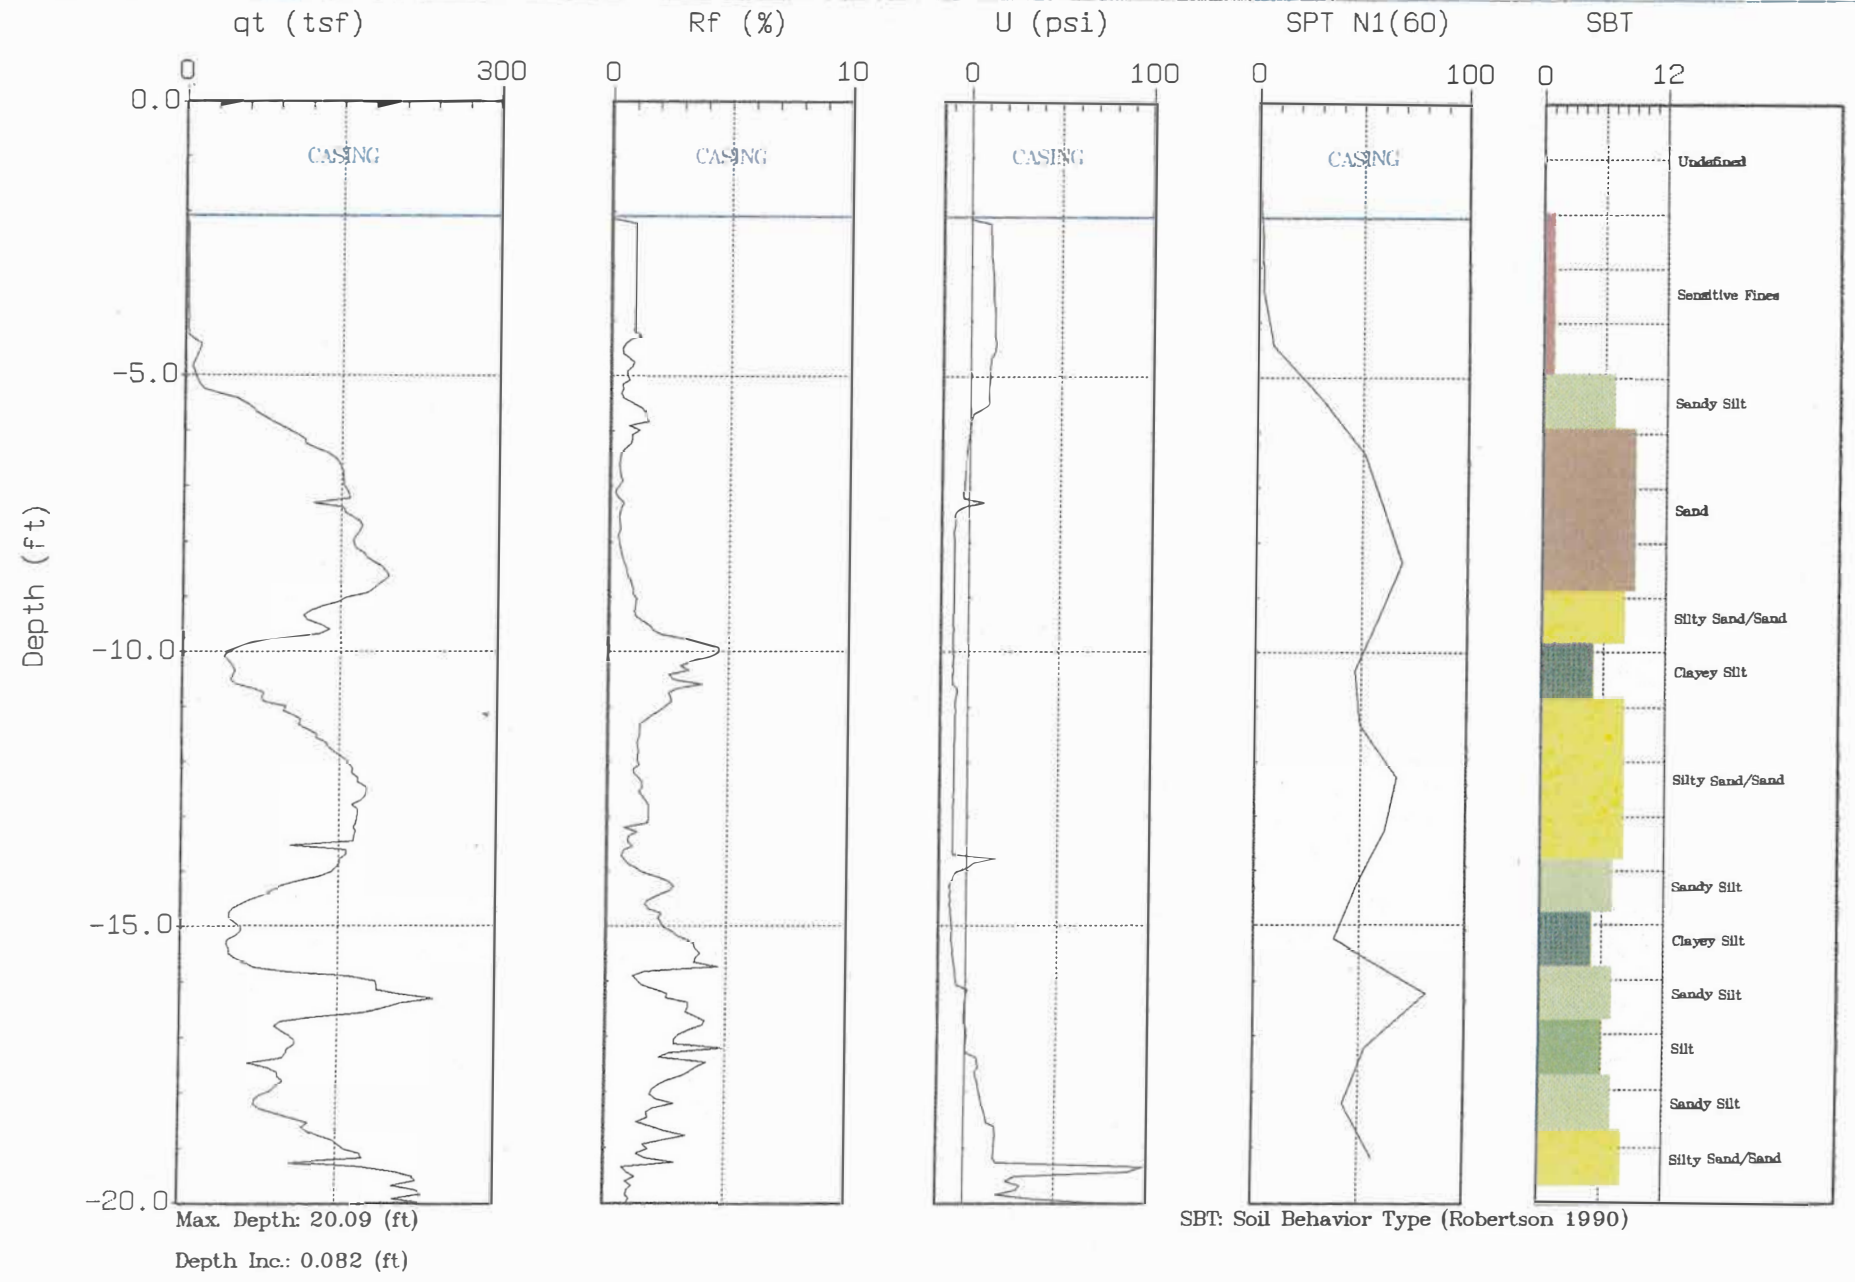 qt (tsf) Rf (%) U (psi) SPT N1(60) SBT
0 300 0 10 0 100 0 100 0 12
0.0
CASING CASING CASING CASING
Undefined
Sensitive Fines
-5.0
Sandy Silt
Sand
Depth (ft)
Silty Sand/Sand
-10.0
Clayey Silt
Silty Sand/Sand
Sandy Silt
-15.0
Clayey Silt
Sandy Silt
Silt
Sandy Silt
Silty Sand/Sand
-20.0
Max. Depth: 20.09 (ft)
SBT: Soil Behavior Type (Robertson 1990)
Depth Inc.: 0.082 (ft)